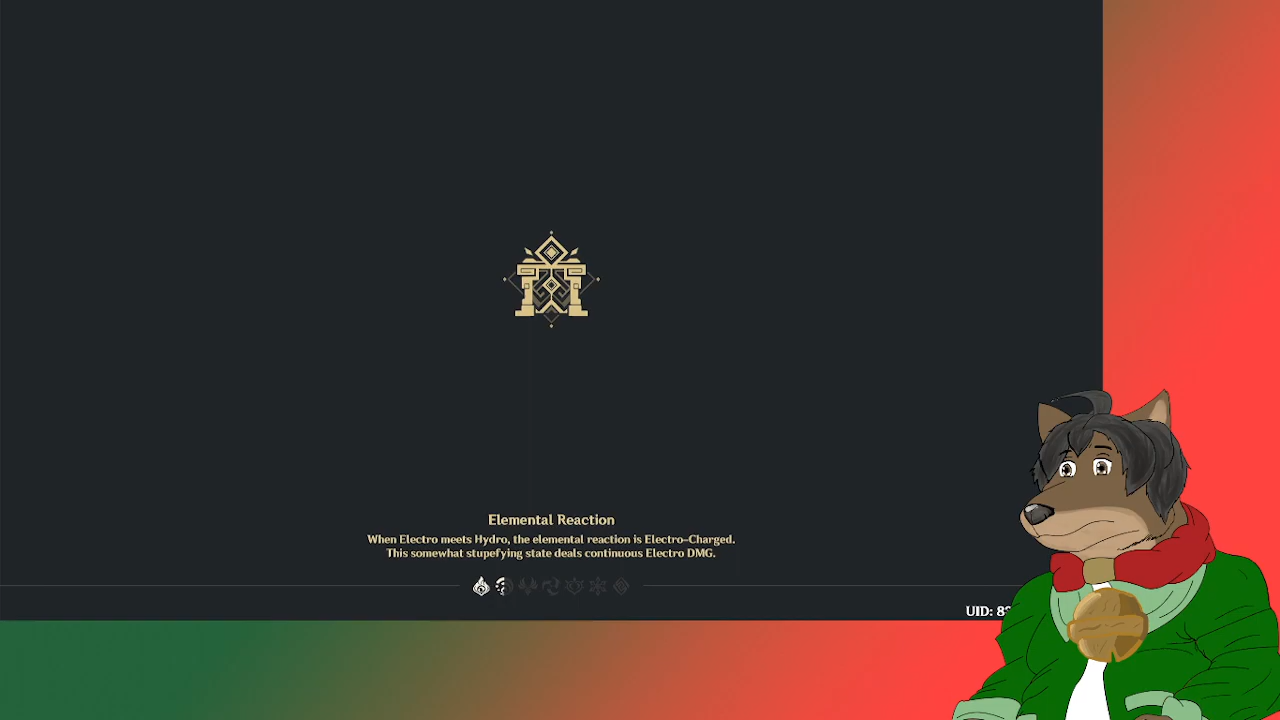 Elemental Reaction
When Electro meets Hydro, the elemental reaction is Electro-Charged.
This somewhat stupefying state deals continuous Electro DMG.
UID: 8